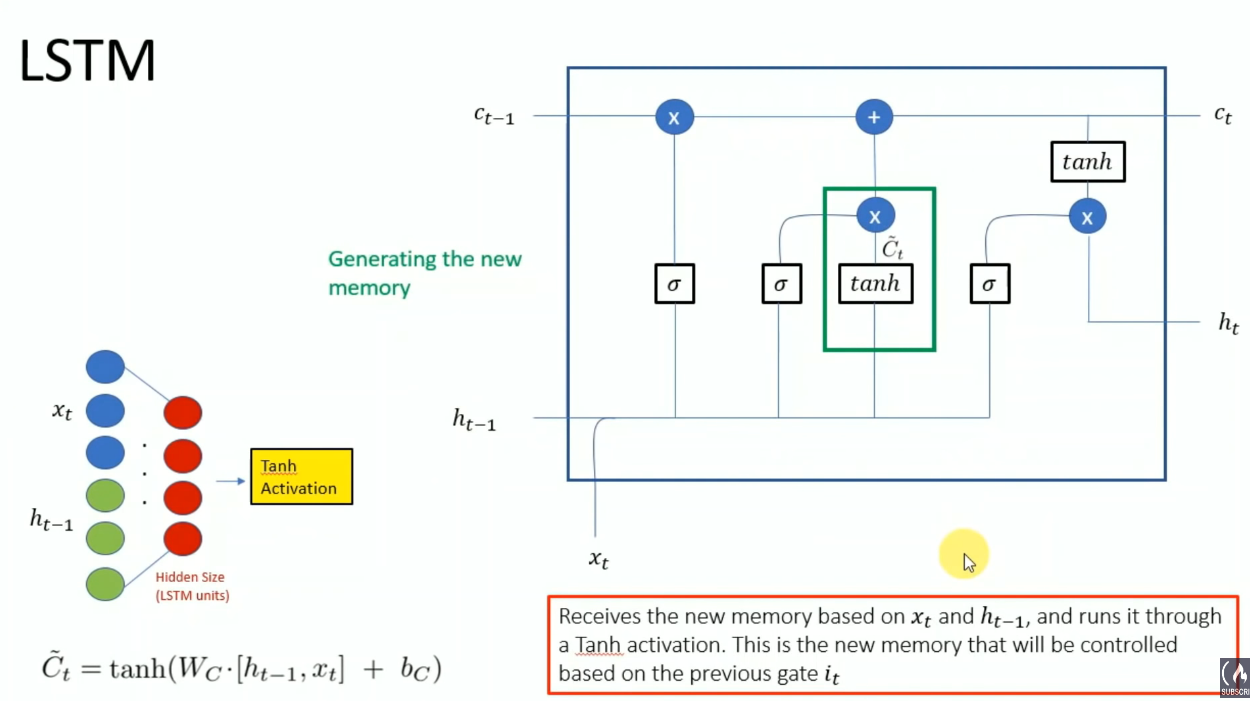 LSTM
c_{t-1}
x
+
c_t
tanh
x
x
C̃_t
Generating the new
memory
σ
σ
tanh
σ
h_t
x_t
h_{t-1}
Tanh
Activation
h_{t-1}
Hidden Size
(LSTM units)
x_t
Receives the new memory based on x_t and h_{t-1}, and runs it through
a Tanh activation. This is the new memory that will be controlled
based on the previous gate i_t
C̃_t = tanh(W_C·[h_{t-1}, x_t] + b_C)
SUBSCRI